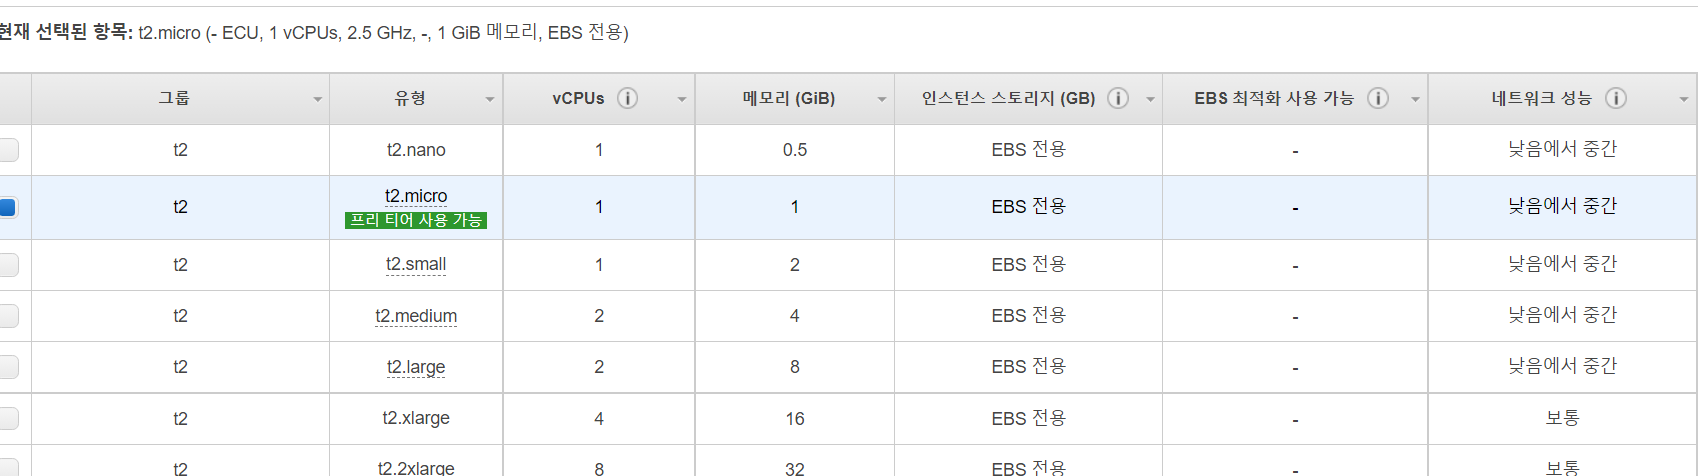 현재 선택된 항목: t2.micro (- ECU, 1 vCPUs, 2.5 GHz, -, 1 GiB 메모리, EBS 전용)
그룹 유형 vCPUs i 메모리 (GiB) 인스턴스 스토리지 (GB) i EBS 최적화 사용 가능 i 네트워크 성능 i
t2 t2.nano 1 0.5 EBS 전용 - 낮음에서 중간
t2 t2.micro 1 1 EBS 전용 - 낮음에서 중간
프리 티어 사용 가능
t2 t2.small 1 2 EBS 전용 - 낮음에서 중간
t2 t2.medium 2 4 EBS 전용 - 낮음에서 중간
t2 t2.large 2 8 EBS 전용 - 낮음에서 중간
t2 t2.xlarge 4 16 EBS 전용 - 보통
t2 t2.2xlarge 8 32 EBS 전용 - 보통